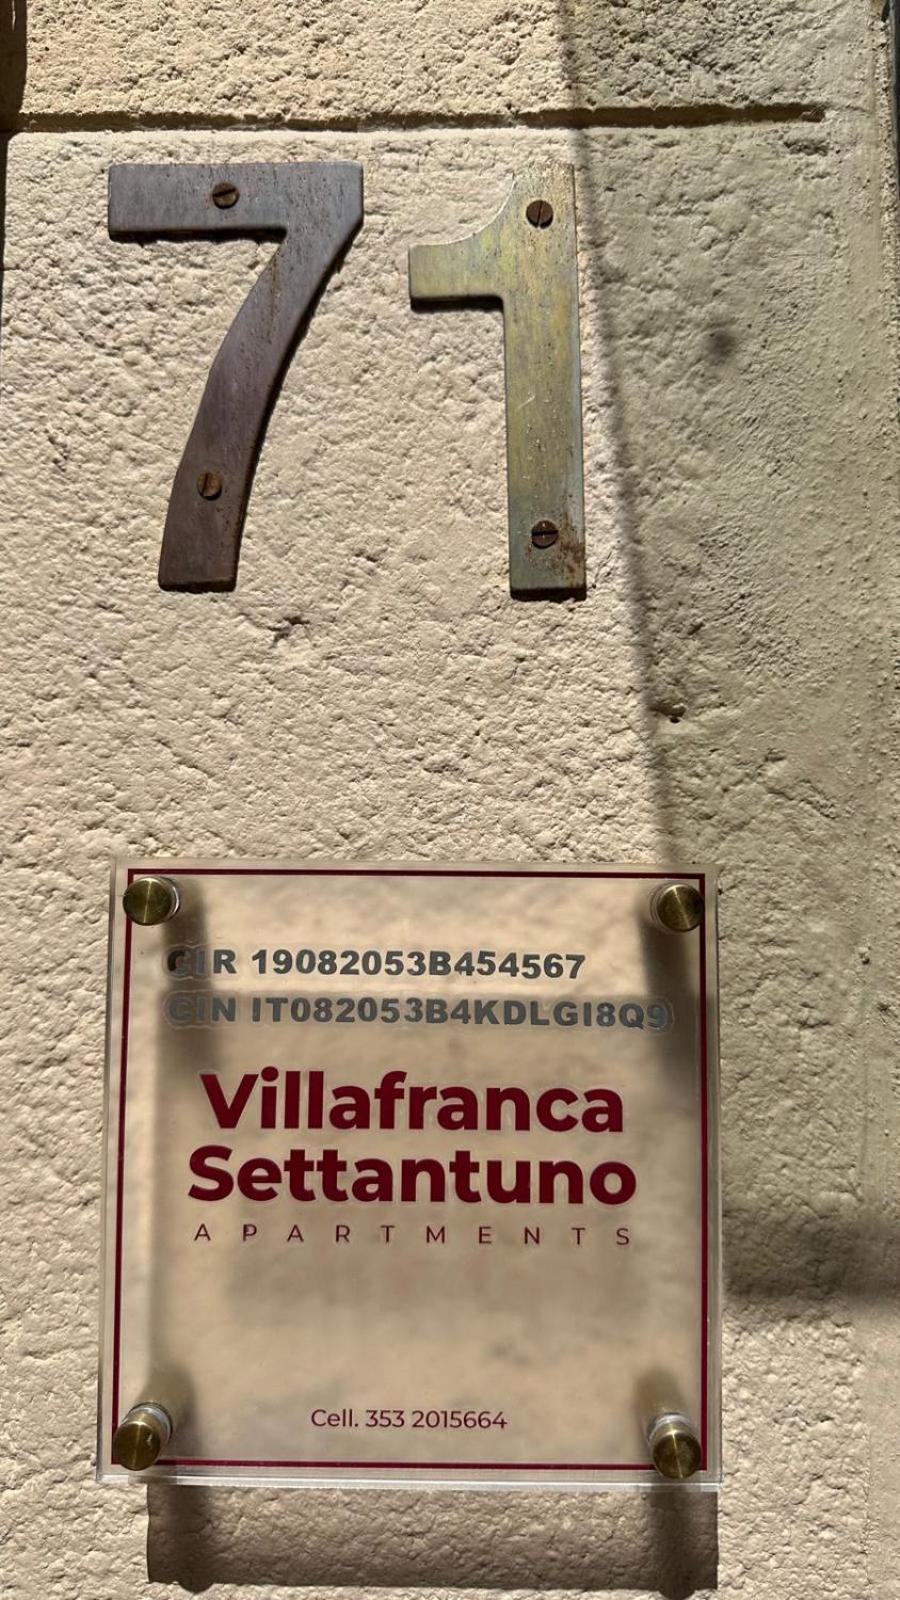 71
CIR 19082053B454567
CIN IT082053B4KDLGI8Q9
Villafranca
Settantuno
APARTMENTS
Cell. 353 2015664